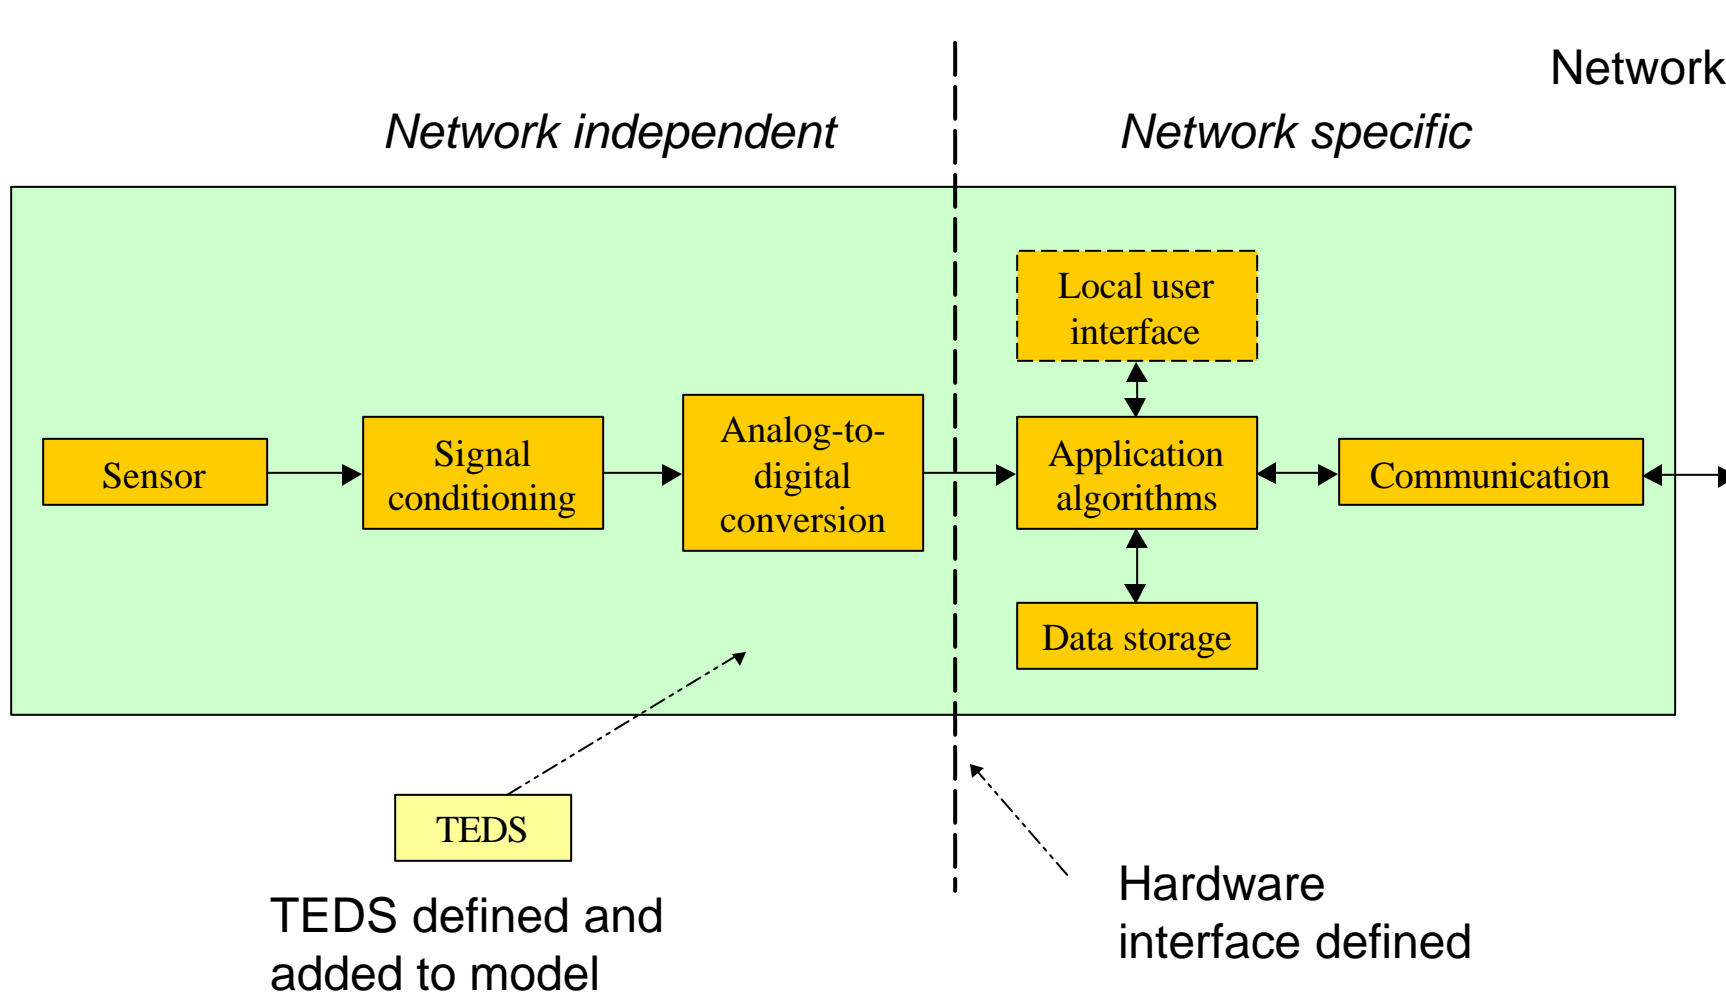 Network
Network independent
Network specific
Local user
interface
Sensor
Signal
conditioning
Analog-to-
digital
conversion
Application
algorithms
Communication
Data storage
TEDS
TEDS defined and
added to model
Hardware
interface defined